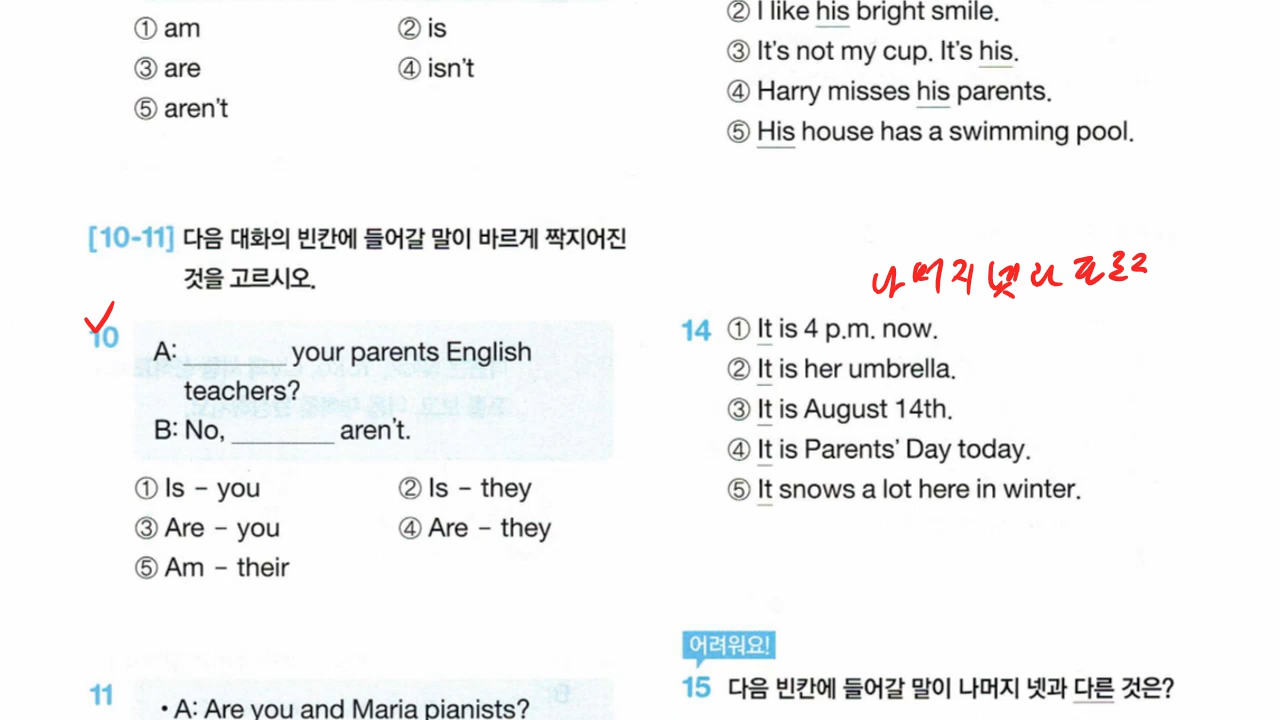 ① am ② is
③ are ④ isn't
⑤ aren't
[10-11] 다음 대화의 빈칸에 들어갈 말이 바르게 짝지어진
것을 고르시오.
10
A: ________ your parents English
teachers?
B: No, ________ aren't.
① Is – you ② Is – they
③ Are – you ④ Are – they
⑤ Am – their
11
• A: Are you and Maria pianists?
② I like his bright smile.
③ It's not my cup. It's his.
④ Harry misses his parents.
⑤ His house has a swimming pool.
나머지 넷과
14 ① It is 4 p.m. now.
② It is her umbrella.
③ It is August 14th.
④ It is Parents' Day today.
⑤ It snows a lot here in winter.
어려워요!
15 다음 빈칸에 들어갈 말이 나머지 넷과 다른 것은?